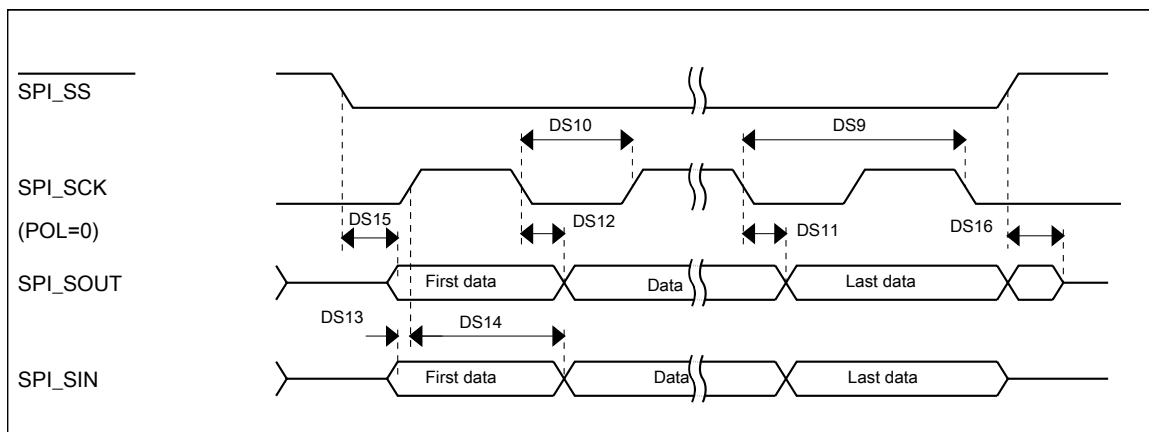 SPI_SS
DS10
DS9
SPI_SCK
(POL=0)
DS15
DS12
DS11
DS16
SPI_SOUT
First data
Data
Last data
DS13
DS14
SPI_SIN
First data
Data
Last data